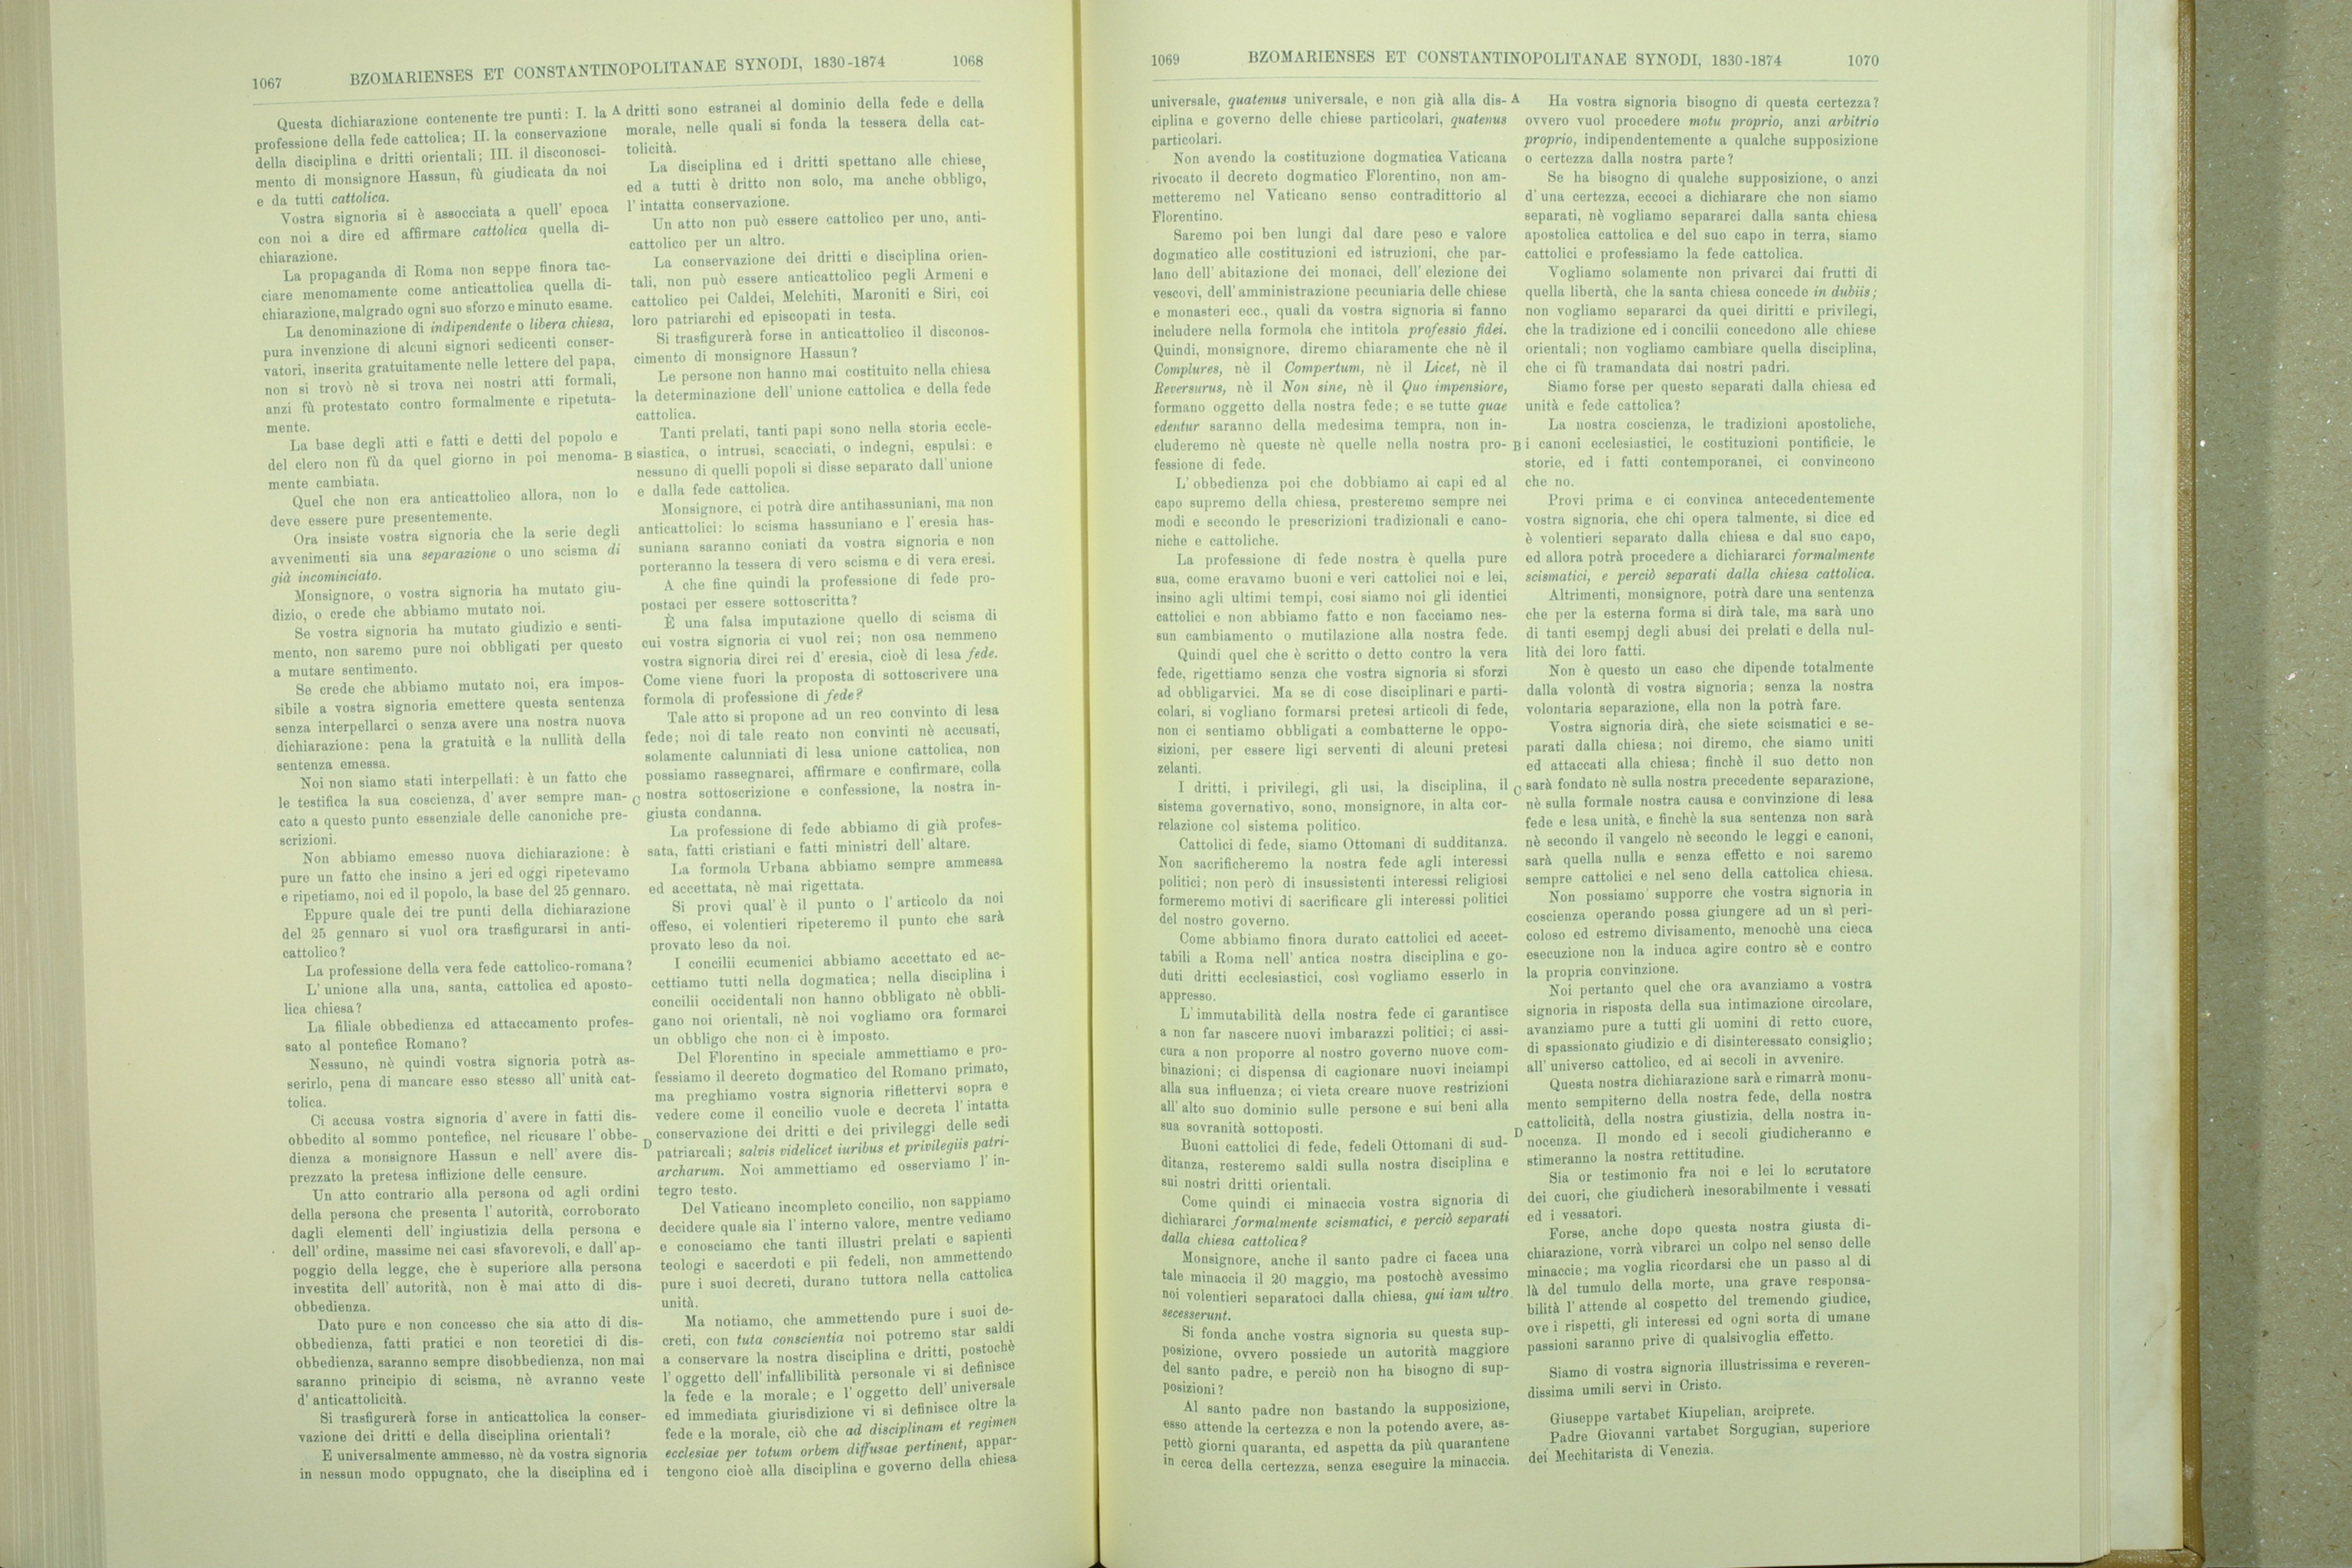 1067 BZOMARIENSES ET CONSTANTINOPOLITANAE SYNODI, 1830-1874 1068
Questa dichiarazione contenente tre punti: I. la
professione della fede cattolica; II. la conservazione
della disciplina e dritti orientali; III. il disconosci-
mento di monsignore Hassun, fù giudicata da noi
e da tutti cattolica.
Vostra signoria si è assocciata a quell' epoca
con noi a dire ed affirmare cattolica quella di-
chiarazione.
La propaganda di Roma non seppe finora tac-
ciare menomamente come anticattolica quella di-
chiarazione, malgrado ogni suo sforzo e minuto esame.
La denominazione di indipendente o libera chiesa,
pura invenzione di alcuni signori sedicenti conser-
vatori, inserita gratuitamente nelle lettere del papa,
non si trovò nè si trova nei nostri atti formali,
anzi fù protestato contro formalmente e ripetuta-
mente.
La base degli atti e fatti e detti del popolo e
del clero non fù da quel giorno in poi menoma-
mente cambiata.
Quel che non era anticattolico allora, non lo
deve essere pure presentemente.
Ora insiste vostra signoria che la serie degli
avvenimenti sia una separazione o uno scisma di
già incominciato.
Monsignore, o vostra signoria ha mutato giu-
dizio, o crede che abbiamo mutato noi.
Se vostra signoria ha mutato giudizio e senti-
mento, non saremo pure noi obbligati per questo
a mutare sentimento.
Se crede che abbiamo mutato noi, era impos-
sibile a vostra signoria emettere questa sentenza
senza interpellarci o senza avere una nostra nuova
dichiarazione: pena la gratuità e la nullità della
sentenza emessa.
Noi non siamo stati interpellati: è un fatto che
le testifica la sua coscienza, d' aver sempre man-
cato a questo punto essenziale delle canoniche pre-
scrizioni.
Non abbiamo emesso nuova dichiarazione: è
pure un fatto che insino a jeri ed oggi ripetevamo
e ripetiamo, noi ed il popolo, la base del 25 gennaro.
Eppure quale dei tre punti della dichiarazione
del 25 gennaro si vuol ora trasfigurarsi in anti-
cattolico?
La professione della vera fede cattolico-romana?
L' unione alla una, santa, cattolica ed aposto-
lica chiesa?
La filiale obbedienza ed attaccamento profes-
sato al pontefice Romano?
Nessuno, nè quindi vostra signoria potrà as-
serirlo, pena di mancare esso stesso all' unità cat-
tolica.
Ci accusa vostra signoria d' avere in fatti dis-
obbedito al sommo pontefice, nel ricusare l' obbe-
dienza a monsignore Hassun e nell' avere dis-
prezzato la pretesa inflizione delle censure.
Un atto contrario alla persona od agli ordini
della persona che presenta l' autorità, corroborato
dagli elementi dell' ingiustizia della persona e
dell' ordine, massime nei casi sfavorevoli, e dall' ap-
poggio della legge, che è superiore alla persona
investita dell' autorità, non è mai atto di dis-
obbedienza.
Dato pure e non concesso che sia atto di dis-
obbedienza, fatti pratici e non teoretici di dis-
obbedienza, saranno sempre disobbedienza, non mai
saranno principio di scisma, nè avranno veste
d' anticattolicità.
Si trasfigurerà forse in anticattolica la conser-
vazione dei dritti e della disciplina orientali?
E universalmente ammesso, nè da vostra signoria
in nessun modo oppugnato, che la disciplina ed i
A
B
C
D
dritti sono estranei al dominio della fede e della
morale, nelle quali si fonda la tessera della cat-
tolicità.
La disciplina ed i dritti spettano alle chiese,
ed a tutti è dritto non solo, ma anche obbligo,
l' intatta conservazione.
Un atto non può essere cattolico per uno, anti-
cattolico per un altro.
La conservazione dei dritti e disciplina orien-
tali, non può essere anticattolico pegli Armeni e
cattolico pei Caldei, Melchiti, Maroniti e Siri, coi
loro patriarchi ed episcopati in testa.
Si trasfigurerà forse in anticattolico il disconos-
cimento di monsignore Hassun?
Le persone non hanno mai costituito nella chiesa
la determinazione dell' unione cattolica e della fede
cattolica.
Tanti prelati, tanti papi sono nella storia eccle-
siastica, o intrusi, scacciati, o indegni, espulsi: e
nessuno di quelli popoli si disse separato dall' unione
e dalla fede cattolica.
Monsignore, ci potrà dire antihassuniani, ma non
anticattolici: lo scisma hassuniano e l' eresia has-
suniana saranno coniati da vostra signoria e non
porteranno la tessera di vero scisma e di vera eresi.
A che fine quindi la professione di fede pro-
postaci per essere sottoscritta?
È una falsa imputazione quello di scisma di
cui vostra signoria ci vuol rei; non osa nemmeno
vostra signoria dirci rei d' eresia, cioè di lesa fede.
Come viene fuori la proposta di sottoscrivere una
formola di professione di fede?
Tale atto si propone ad un reo convinto di lesa
fede; noi di tale reato non convinti nè accusati,
solamente calunniati di lesa unione cattolica, non
possiamo rassegnarci, affirmare e confirmare, colla
nostra sottoscrizione e confessione, la nostra in-
giusta condanna.
La professione di fede abbiamo di già profes-
sata, fatti cristiani e fatti ministri dell' altare.
La formola Urbana abbiamo sempre ammessa
ed accettata, nè mai rigettata.
Si provi qual' è il punto o l' articolo da noi
offeso, ei volentieri ripeteremo il punto che sarà
provato leso da noi.
I concilii ecumenici abbiamo accettato ed ac-
cettiamo tutti nella dogmatica; nella disciplina i
concilii occidentali non hanno obbligato nè obbli-
gano noi orientali, nè noi vogliamo ora formarci
un obbligo che non ci è imposto.
Del Florentino in speciale ammettiamo e pro-
fessiamo il decreto dogmatico del Romano primato,
ma preghiamo vostra signoria riflettervi sopra e
vedere come il concilio vuole e decreta l' intatta
conservazione dei dritti e dei privileggi delle sedi
patriarcali; salvis videlicet iuribus et privilegiis patri-
archarum. Noi ammettiamo ed osserviamo l' in-
tegro testo.
Del Vaticano incompleto concilio, non sappiamo
decidere quale sia l' interno valore, mentre vediamo
e conosciamo che tanti illustri prelati e sapienti
teologi e sacerdoti e pii fedeli, non ammettendo
pure i suoi decreti, durano tuttora nella cattolica
unità.
Ma notiamo, che ammettendo pure i suoi de-
creti, con tuta conscientia noi potremo star saldi
a conservare la nostra disciplina e dritti, postochè
l' oggetto dell' infallibilità personale vi si definisce
la fede e la morale; e l' oggetto dell' universale
ed immediata giurisdizione vi si definisce oltre la
fede e la morale, ciò che ad disciplinam et regimen
ecclesiae per totum orbem diffusae pertinent, appar-
tengono cioè alla disciplina e governo della chiesa
1069 BZOMARIENSES ET CONSTANTINOPOLITANAE SYNODI, 1830-1874 1070
universale, quatenus universale, e non già alla dis-
ciplina e governo delle chiese particolari, quatenus
particolari.
Non avendo la costituzione dogmatica Vaticana
rivocato il decreto dogmatico Florentino, non am-
metteremo nel Vaticano senso contradittorio al
Florentino.
Saremo poi ben lungi dal dare peso e valore
dogmatico alle costituzioni ed istruzioni, che par-
lano dell' abitazione dei monaci, dell' elezione dei
vescovi, dell' amministrazione pecuniaria delle chiese
e monasteri ecc., quali da vostra signoria si fanno
includere nella formola che intitola professio fidei.
Quindi, monsignore, diremo chiaramente che nè il
Complures, nè il Compertum, nè il Licet, nè il
Reversurus, nè il Non sine, nè il Quo impensiore,
formano oggetto della nostra fede; e se tutte quae
edentur saranno della medesima tempra, non in-
cluderemo nè queste nè quelle nella nostra pro-
fessione di fede.
L' obbedienza poi che dobbiamo ai capi ed al
capo supremo della chiesa, presteremo sempre nei
modi e secondo le prescrizioni tradizionali e cano-
niche e cattoliche.
La professione di fede nostra è quella pure
sua, come eravamo buoni e veri cattolici noi e lei,
insino agli ultimi tempi, cosi siamo noi gli identici
cattolici e non abbiamo fatto e non facciamo nes-
sun cambiamento o mutilazione alla nostra fede.
Quindi quel che è scritto o detto contro la vera
fede, rigettiamo senza che vostra signoria si sforzi
ad obbligarvici. Ma se di cose disciplinari e parti-
colari, si vogliano formarsi pretesi articoli di fede,
non ci sentiamo obbligati a combatterne le oppo-
sizioni, per essere ligi serventi di alcuni pretesi
zelanti.
I dritti, i privilegi, gli usi, la disciplina, il
sistema governativo, sono, monsignore, in alta cor-
relazione col sistema politico.
Cattolici di fede, siamo Ottomani di sudditanza.
Non sacrificheremo la nostra fede agli interessi
politici; non però di insussistenti interessi religiosi
formeremo motivi di sacrificare gli interessi politici
del nostro governo.
Come abbiamo finora durato cattolici ed accet-
tabili a Roma nell' antica nostra disciplina e go-
duti dritti ecclesiastici, così vogliamo esserlo in
appresso.
L' immutabilità della nostra fede ci garantisce
a non far nascere nuovi imbarazzi politici; ci assi-
cura a non proporre al nostro governo nuove com-
binazioni; ci dispensa di cagionare nuovi inciampi
alla sua influenza; ci vieta creare nuove restrizioni
all' alto suo dominio sulle persone e sui beni alla
sua sovranità sottoposti.
Buoni cattolici di fede, fedeli Ottomani di sud-
ditanza, resteremo saldi sulla nostra disciplina e
sui nostri dritti orientali.
Come quindi ci minaccia vostra signoria di
dichiararci formalmente scismatici, e perciò separati
dalla chiesa cattolica?
Monsignore, anche il santo padre ci facea una
tale minaccia il 20 maggio, ma postochè avessimo
noi volentieri separatoci dalla chiesa, qui iam ultro
secesserunt.
Si fonda anche vostra signoria su questa sup-
posizione, ovvero possiede un autorità maggiore
del santo padre, e perciò non ha bisogno di sup-
posizioni?
Al santo padre non bastando la supposizione,
esso attende la certezza e non la potendo avere, as-
pettò giorni quaranta, ed aspetta da più quarantene
in cerca della certezza, senza eseguire la minaccia.
A
B
C
D
Ha vostra signoria bisogno di questa certezza?
ovvero vuol procedere motu proprio, anzi arbitrio
proprio, indipendentemente a qualche supposizione
o certezza dalla nostra parte?
Se ha bisogno di qualche supposizione, o anzi
d' una certezza, eccoci a dichiarare che non siamo
separati, nè vogliamo separarci dalla santa chiesa
apostolica cattolica e del suo capo in terra, siamo
cattolici e professiamo la fede cattolica.
Vogliamo solamente non privarci dai frutti di
quella libertà, che la santa chiesa concede in dubiis;
non vogliamo separarci da quei diritti e privilegi,
che la tradizione ed i concilii concedono alle chiese
orientali; non vogliamo cambiare quella disciplina,
che ci fù tramandata dai nostri padri.
Siamo forse per questo separati dalla chiesa ed
unità e fede cattolica?
La nostra coscienza, le tradizioni apostoliche,
i canoni ecclesiastici, le costituzioni pontificie, le
storie, ed i fatti contemporanei, ci convincono
che no.
Provi prima e ci convinca antecedentemente
vostra signoria, che chi opera talmente, si dice ed
è volentieri separato dalla chiesa e dal suo capo,
ed allora potrà procedere a dichiararci formalmente
scismatici, e perciò separati dalla chiesa cattolica.
Altrimenti, monsignore, potrà dare una sentenza
che per la esterna forma si dirà tale, ma sarà uno
di tanti esempj degli abusi dei prelati e della nul-
lità dei loro fatti.
Non è questo un caso che dipende totalmente
dalla volontà di vostra signoria; senza la nostra
volontaria separazione, ella non la potrà fare.
Vostra signoria dirà, che siete scismatici e se-
parati dalla chiesa; noi diremo, che siamo uniti
ed attaccati alla chiesa; finchè il suo detto non
sarà fondato nè sulla nostra precedente separazione,
nè sulla formale nostra causa e convinzione di lesa
fede e lesa unità, e finchè la sua sentenza non sarà
nè secondo il vangelo nè secondo le leggi e canoni,
sarà quella nulla e senza effetto e noi saremo
sempre cattolici e nel seno della cattolica chiesa.
Non possiamo supporre che vostra signoria in
coscienza operando possa giungere ad un sì peri-
coloso ed estremo divisamento, menochè una cieca
esecuzione non la induca agire contro sè e contro
la propria convinzione.
Noi pertanto quel che ora avanziamo a vostra
signoria in risposta della sua intimazione circolare,
avanziamo pure a tutti gli uomini di retto cuore,
di spassionato giudizio e di disinteressato consiglio;
all' universo cattolico, ed ai secoli in avvenire.
Questa nostra dichiarazione sarà e rimarrà monu-
mento sempiterno della nostra fede, della nostra
cattolicità, della nostra giustizia, della nostra in-
nocenza. Il mondo ed i secoli giudicheranno e
stimeranno la nostra rettitudine.
Sia or testimonio fra noi e lei lo scrutatore
dei cuori, che giudicherà inesorabilmente i vessati
ed i vessatori.
Forse, anche dopo questa nostra giusta di-
chiarazione, vorrà vibrarci un colpo nel senso delle
minaccie; ma voglia ricordarsi che un passo al di
là del tumulo della morte, una grave responsa-
bilità l' attende al cospetto del tremendo giudice,
ove i rispetti, gli interessi ed ogni sorta di umane
passioni saranno prive di qualsivoglia effetto.
Siamo di vostra signoria illustrissima e reveren-
dissima umili servi in Cristo.
Giuseppe vartabet Kiupelian, arciprete.
Padre Giovanni vartabet Sorgugian, superiore
dei Mechitarista di Venezia.